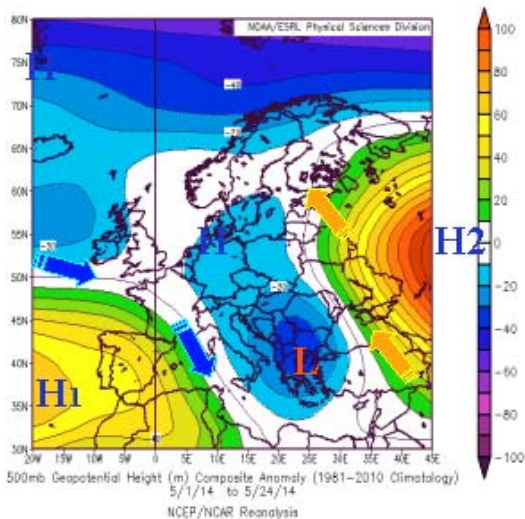 NOAA/ESRL Physical Sciences Division
80N
75N
70N
65N
60N
55N
50N
45N
40N
35N
30N
20W
15W
10W
5W
0
5E
10E
15E
20E
25E
30E
35E
40E
45E
H
H2
H1
L
-20
-20
100
80
60
40
20
0
-20
-40
-60
-80
-100
500mb Geopotential Height (m) Composite Anomaly (1981-2010 Climatology)
5/1/14 to 5/24/14
NCEP/NCAR Reanalysis